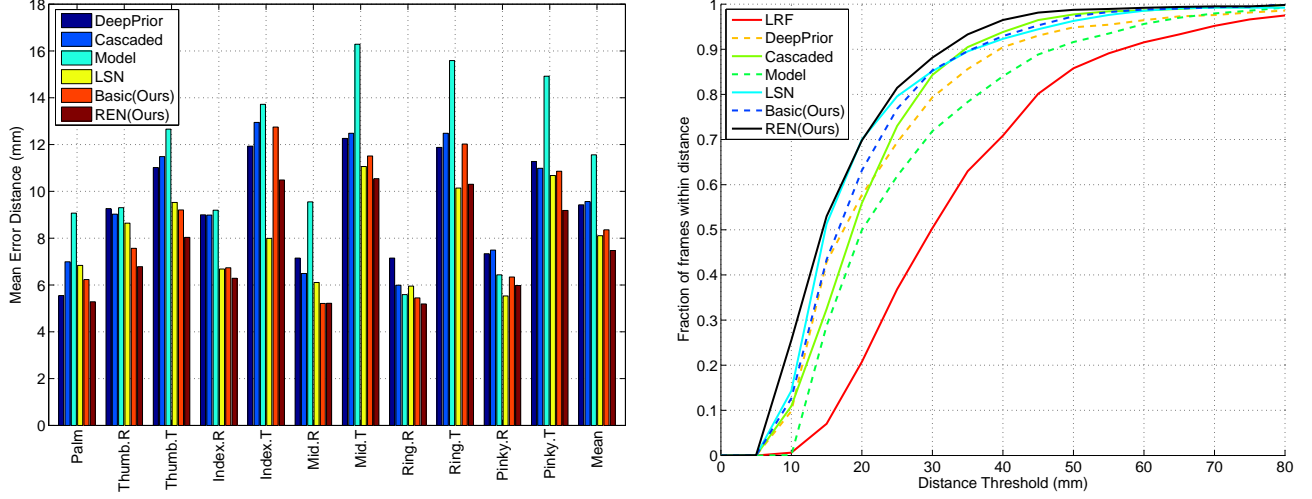 18
16
14
12
10
8
6
4
2
0
Mean Error Distance (mm)
DeepPrior
Cascaded
Model
LSN
Basic(Ours)
REN(Ours)
Palm
Thumb.R
Thumb.T
Index.R
Index.T
Mid.R
Mid.T
Ring.R
Ring.T
Pinky.R
Pinky.T
Mean
1
0.9
0.8
0.7
0.6
0.5
0.4
0.3
0.2
0.1
0
Fraction of frames within distance
LRF
DeepPrior
Cascaded
Model
LSN
Basic(Ours)
REN(Ours)
0 10 20 30 40 50 60 70 80
Distance Threshold (mm)